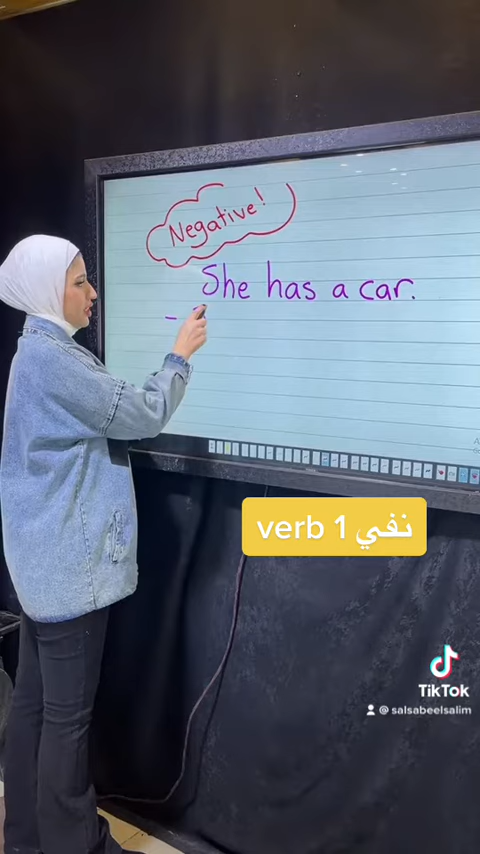 Negative!
She has a car.
-
نفي verb 1
TikTok
@ salsabeelsalim